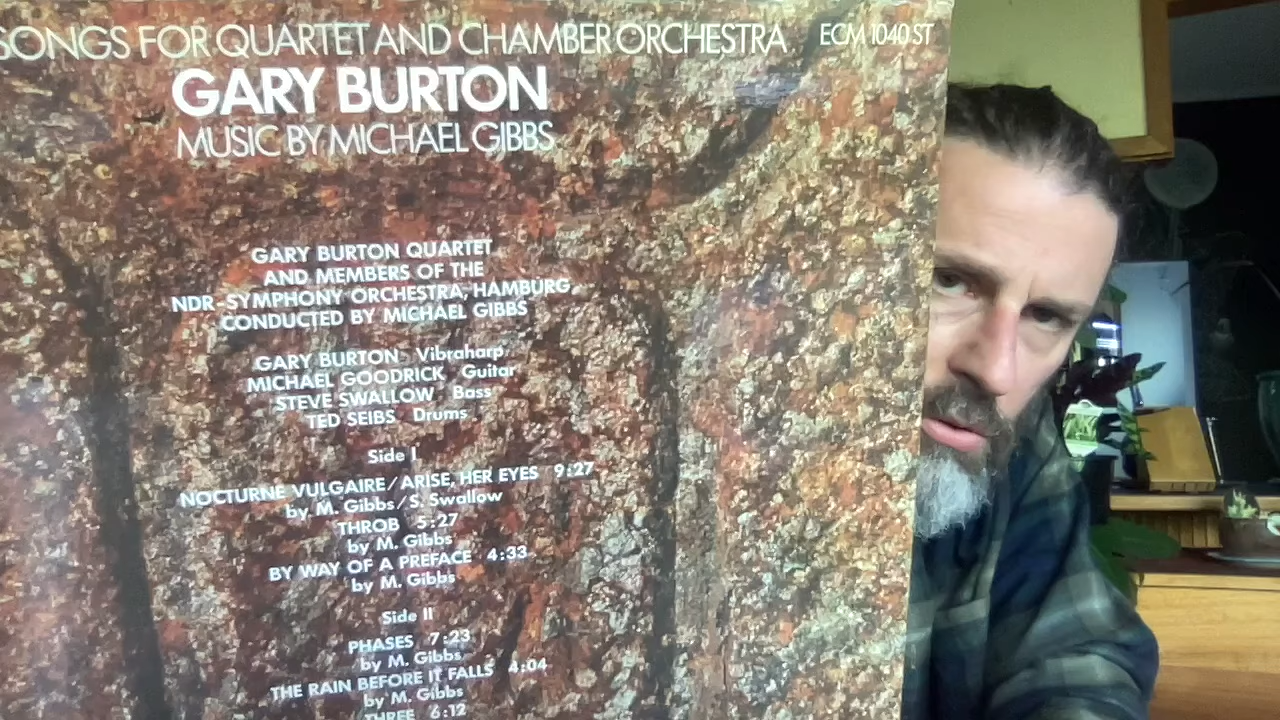 SONGS FOR QUARTET AND CHAMBER ORCHESTRA ECM 1040 ST
GARY BURTON
MUSIC BY MICHAEL GIBBS
GARY BURTON QUARTET
AND MEMBERS OF THE
NDR-SYMPHONY ORCHESTRA, HAMBURG,
CONDUCTED BY MICHAEL GIBBS
GARY BURTON Vibraharp
MICHAEL GOODRICK Guitar
STEVE SWALLOW Bass
TED SEIBS Drums
Side I
NOCTURNE VULGAIRE / ARISE, HER EYES 9:27
by M. Gibbs/S. Swallow
THROB 5:27
by M. Gibbs
BY WAY OF A PREFACE 4:33
by M. Gibbs
Side II
PHASES 7:23
by M. Gibbs
THE RAIN BEFORE IT FALLS 4:04
by M. Gibbs
THREE 6:12